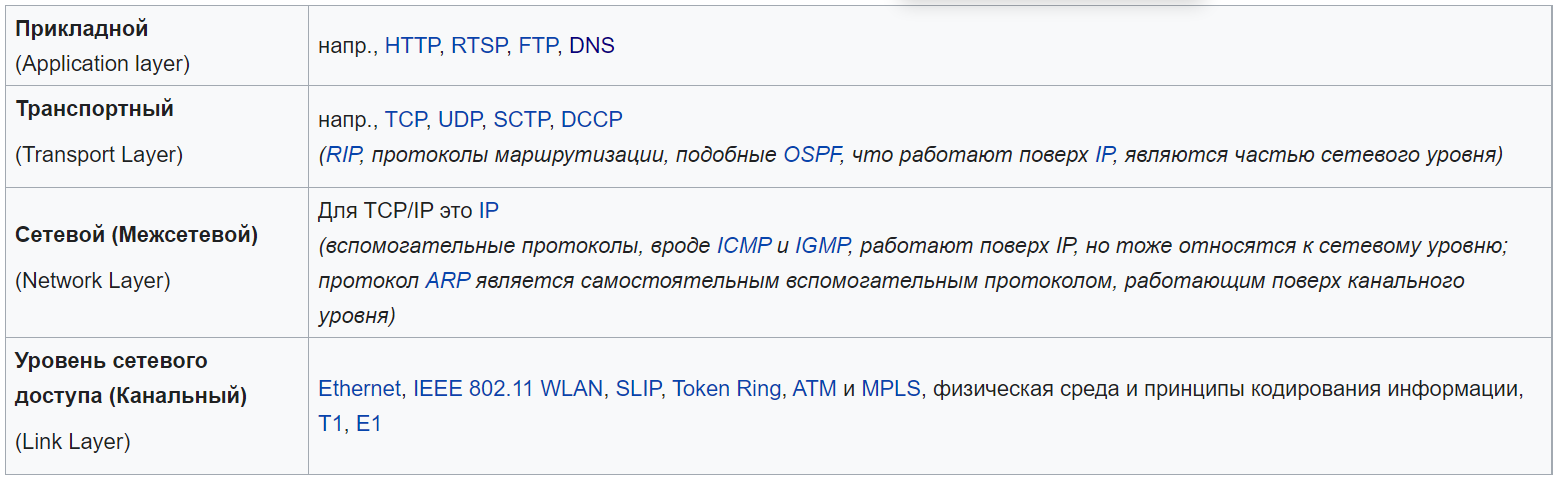 Прикладной
(Application layer)
напр., HTTP, RTSP, FTP, DNS
Транспортный
(Transport Layer)
напр., TCP, UDP, SCTP, DCCP
(RIP, протоколы маршрутизации, подобные OSPF, что работают поверх IP, являются частью сетевого уровня)
Сетевой (Межсетевой)
(Network Layer)
Для TCP/IP это IP
(вспомогательные протоколы, вроде ICMP и IGMP, работают поверх IP, но тоже относятся к сетевому уровню;
протокол ARP является самостоятельным вспомогательным протоколом, работающим поверх канального
уровня)
Уровень сетевого
доступа (Канальный)
(Link Layer)
Ethernet, IEEE 802.11 WLAN, SLIP, Token Ring, ATM и MPLS, физическая среда и принципы кодирования информации,
T1, E1